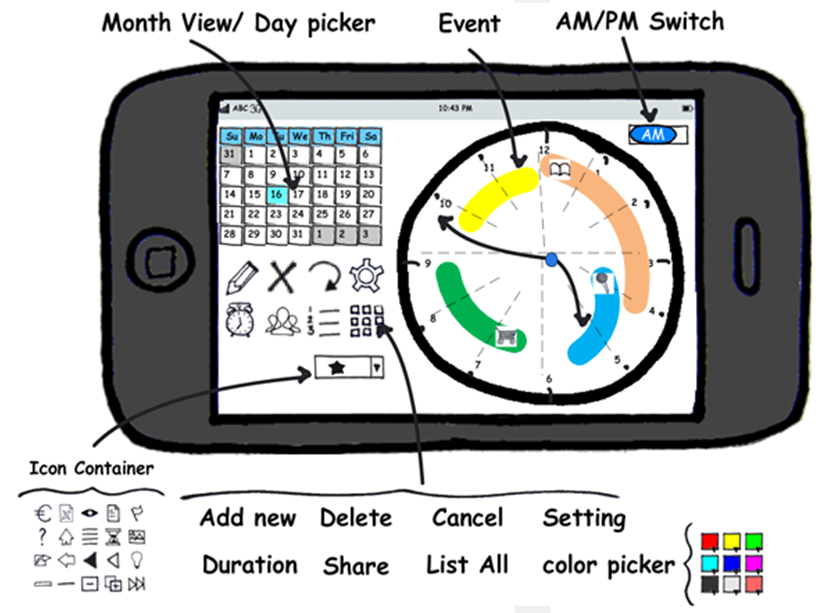 Month View/ Day picker
Event
AM/PM Switch
ABC 3G
10:43 PM
AM
Su Mo Tu We Th Fri Sa
31 1 2 3 4 5 6
7 8 9 10 11 12 13
14 15 16 17 18 19 20
21 22 23 24 25 26 27
28 29 30 31 1 2 3
12
1
2
3
4
5
6
7
8
9
10
11
1
2
3
Icon Container
€
?
Add new Delete Cancel Setting
Duration Share List All color picker